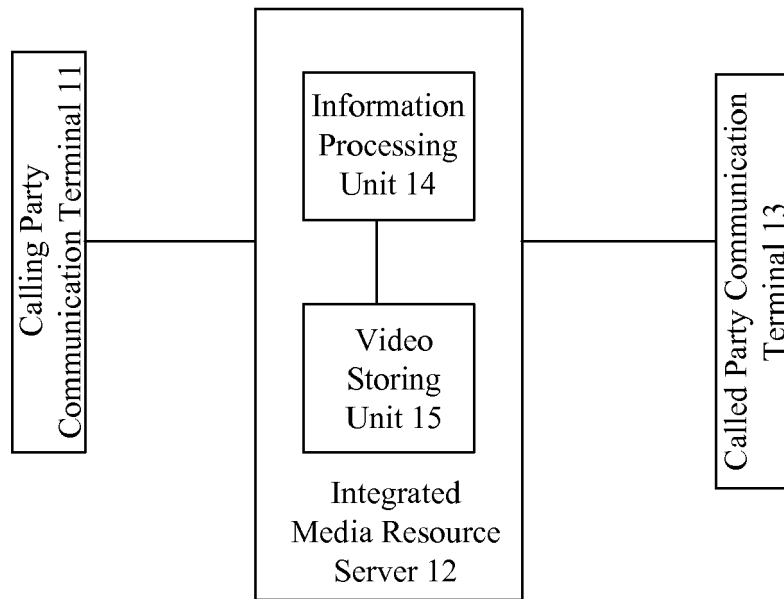 Calling Party
Communication Terminal 11
Information
Processing
Unit 14
Video
Storing
Unit 15
Integrated
Media Resource
Server 12
Called Party Communication
Terminal 13